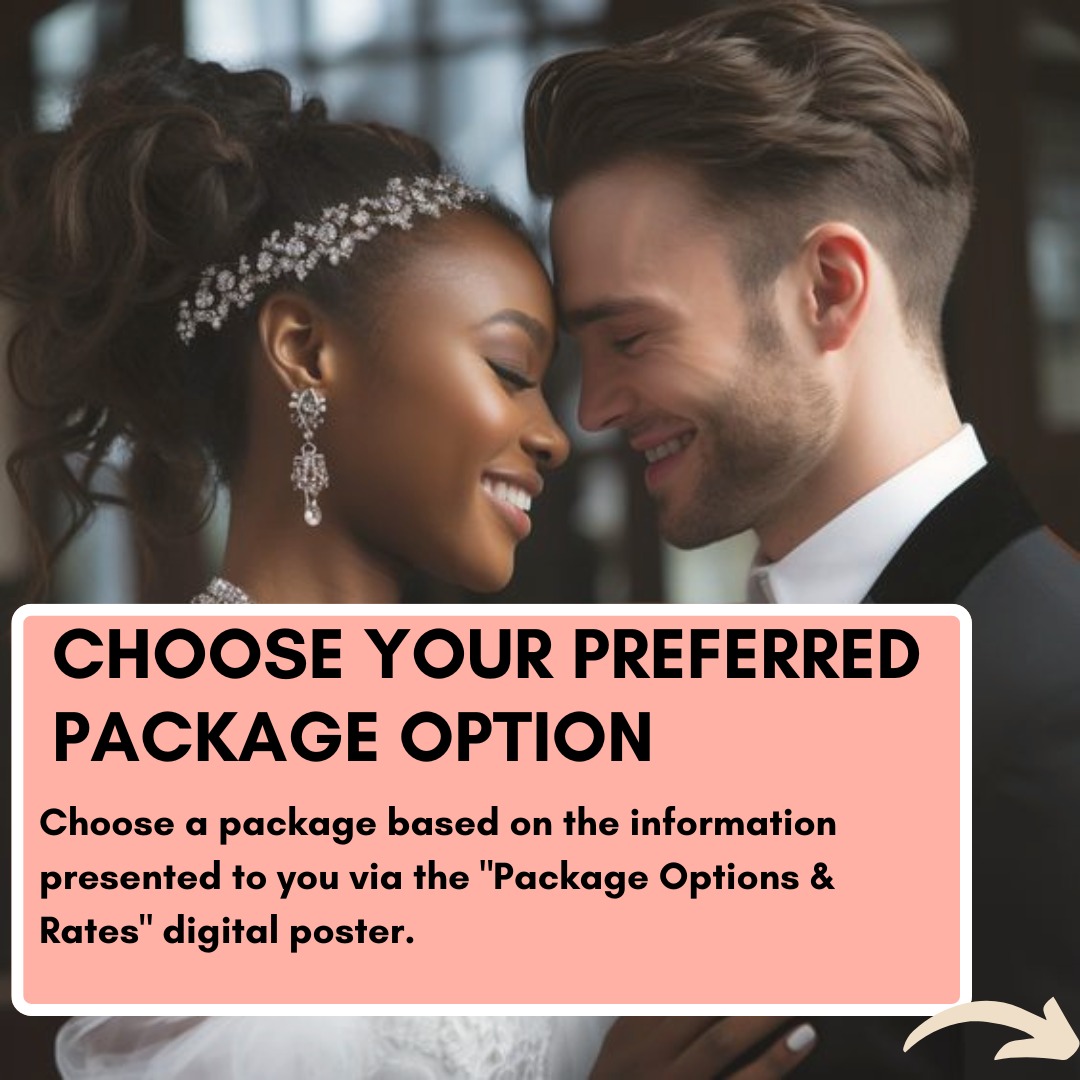 CHOOSE YOUR PREFERRED
PACKAGE OPTION
Choose a package based on the information
presented to you via the "Package Options &
Rates" digital poster.